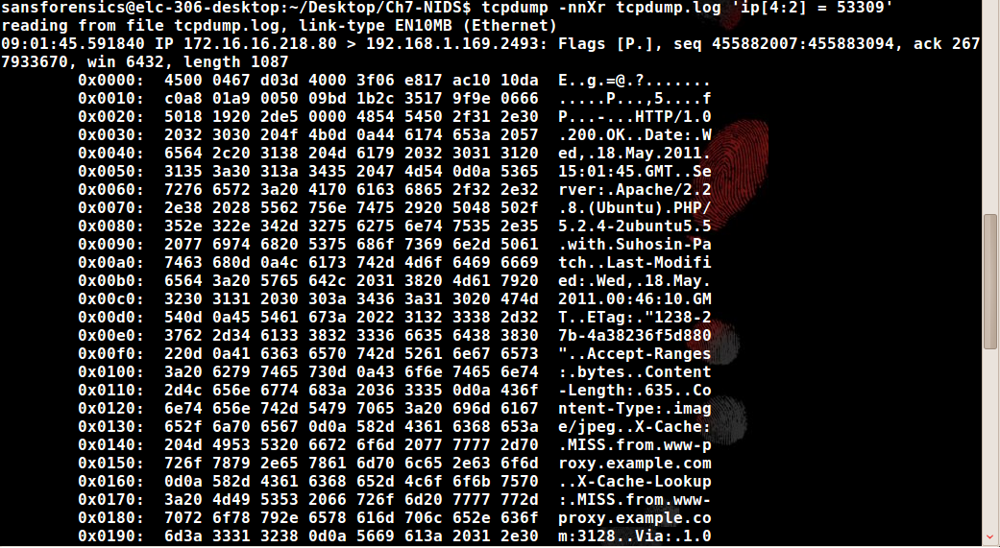 sansforensics@elc-306-desktop:~/Desktop/Ch7-NIDS$ tcpdump -nnXr tcpdump.log 'ip[4:2] = 53309'
reading from file tcpdump.log, link-type EN10MB (Ethernet)
09:01:45.591840 IP 172.16.16.218.80 > 192.168.1.169.2493: Flags [P.], seq 455882007:455883094, ack 267
7933670, win 6432, length 1087
0x0000: 4500 0467 d03d 4000 3f06 e817 ac10 10da E..g.=@.?.......
0x0010: c0a8 01a9 0050 09bd 1b2c 3517 9f9e 0666 .....P...,5....f
0x0020: 5018 1920 2de5 0000 4854 5450 2f31 2e30 P...-...HTTP/1.0
0x0030: 2032 3030 204f 4b0d 0a44 6174 653a 2057 .200.OK..Date:.W
0x0040: 6564 2c20 3138 204d 6179 2032 3031 3120 ed,.18.May.2011.
0x0050: 3135 3a30 313a 3435 2047 4d54 0d0a 5365 15:01:45.GMT..Se
0x0060: 7276 6572 3a20 4170 6163 6865 2f32 2e32 rver:.Apache/2.2
0x0070: 2e38 2028 5562 756e 7475 2920 5048 502f .8.(Ubuntu).PHP/
0x0080: 352e 322e 342d 3275 6275 6e74 7535 2e35 5.2.4-2ubuntu5.5
0x0090: 2077 6974 6820 5375 686f 7369 6e2d 5061 .with.Suhosin-Pa
0x00a0: 7463 680d 0a4c 6173 742d 4d6f 6469 6669 tch..Last-Modifi
0x00b0: 6564 3a20 5765 642c 2031 3820 4d61 7920 ed:.Wed,.18.May.
0x00c0: 3230 3131 2030 303a 3436 3a31 3020 474d 2011.00:46:10.GM
0x00d0: 540d 0a45 5461 673a 2022 3132 3338 2d32 T..ETag:."1238-2
0x00e0: 3762 2d34 6133 3832 3336 6635 6438 3830 7b-4a38236f5d880
0x00f0: 220d 0a41 6363 6570 742d 5261 6e67 6573 "..Accept-Ranges
0x0100: 3a20 6279 7465 730d 0a43 6f6e 7465 6e74 :.bytes..Content
0x0110: 2d4c 656e 6774 683a 2036 3335 0d0a 436f -Length:.635..Co
0x0120: 6e74 656e 742d 5479 7065 3a20 696d 6167 ntent-Type:.imag
0x0130: 652f 6a70 6567 0d0a 582d 4361 6368 653a e/jpeg..X-Cache:
0x0140: 204d 4953 5320 6672 6f6d 2077 7777 2d70 .MISS.from.www-p
0x0150: 726f 7879 2e65 7861 6d70 6c65 2e63 6f6d roxy.example.com
0x0160: 0d0a 582d 4361 6368 652d 4c6f 6f6b 7570 ..X-Cache-Lookup
0x0170: 3a20 4d49 5353 2066 726f 6d20 7777 772d :.MISS.from.www-
0x0180: 7072 6f78 792e 6578 616d 706c 652e 636f proxy.example.co
0x0190: 6d3a 3331 3238 0d0a 5669 613a 2031 2e30 m:3128..Via:.1.0